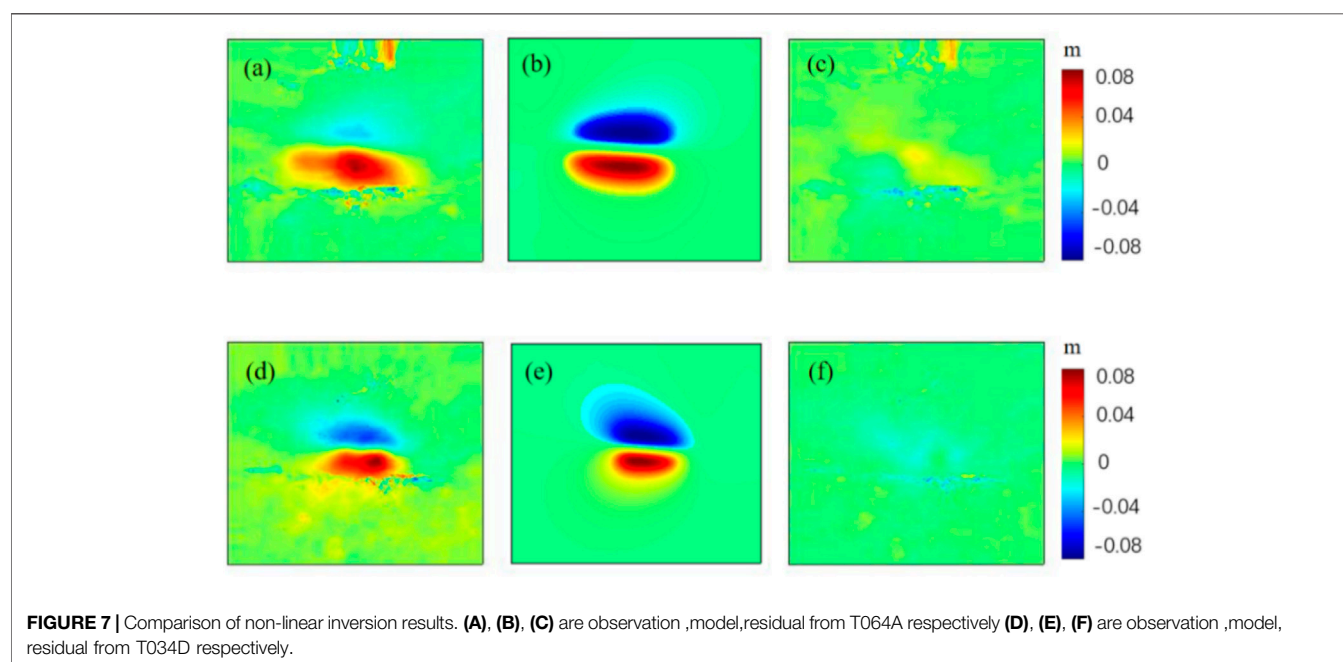 (a)
(b)
(c)
m
0.08
0.04
0
-0.04
-0.08
(d)
(e)
(f)
m
0.08
0.04
0
-0.04
-0.08
FIGURE 7 | Comparison of non-linear inversion results. (A), (B), (C) are observation ,model,residual from T064A respectively (D), (E), (F) are observation ,model,
residual from T034D respectively.